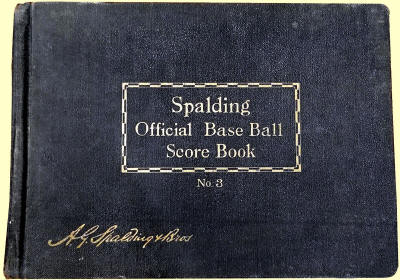 Spalding
Official Base Ball
Score Book
No. 3
A. G. Spalding & Bros